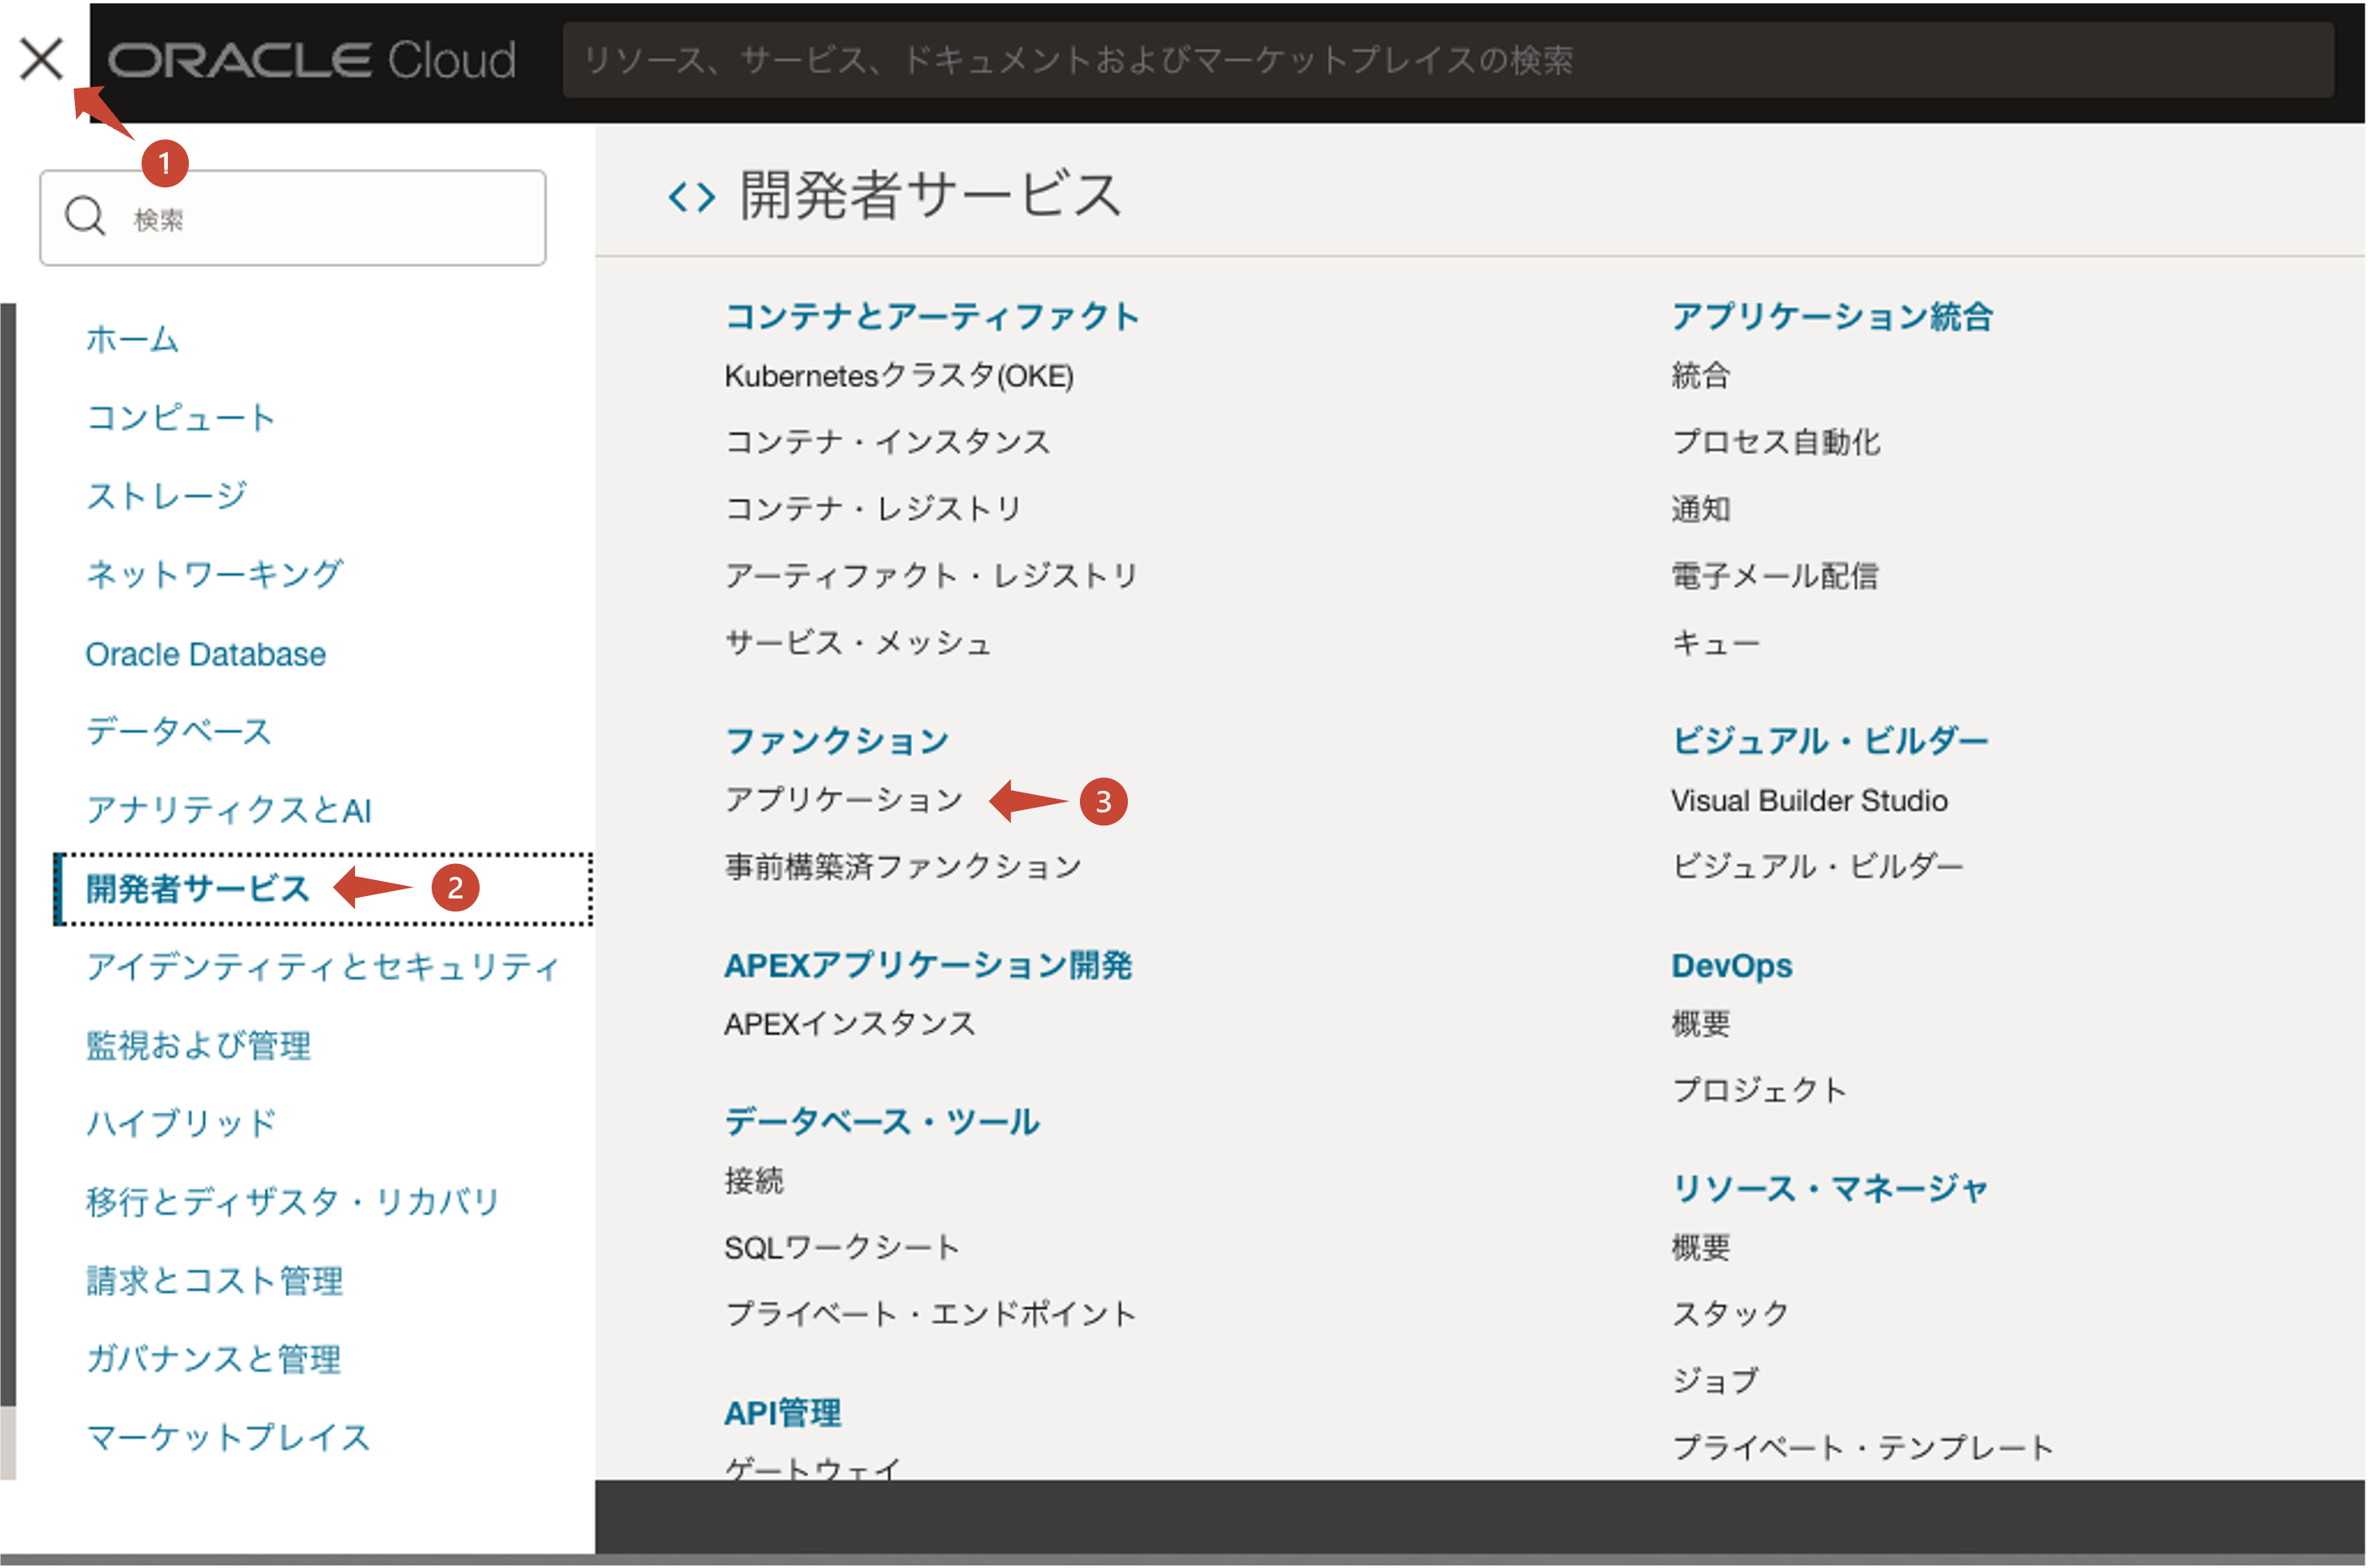 ORACLE Cloud
リソース、サービス、ドキュメントおよびマーケットプレイスの検索
1
検索
ホーム
コンピュート
ストレージ
ネットワーキング
Oracle Database
データベース
アナリティクスとAI
開発者サービス
2
アイデンティティとセキュリティ
監視および管理
ハイブリッド
移行とディザスタ・リカバリ
請求とコスト管理
ガバナンスと管理
マーケットプレイス
開発者サービス
コンテナとアーティファクト
Kubernetesクラスタ(OKE)
コンテナ・インスタンス
コンテナ・レジストリ
アーティファクト・レジストリ
サービス・メッシュ
ファンクション
アプリケーション
3
事前構築済ファンクション
APEXアプリケーション開発
APEXインスタンス
データベース・ツール
接続
SQLワークシート
プライベート・エンドポイント
API管理
ゲートウェイ
アプリケーション統合
統合
プロセス自動化
通知
電子メール配信
キュー
ビジュアル・ビルダー
Visual Builder Studio
ビジュアル・ビルダー
DevOps
概要
プロジェクト
リソース・マネージャ
概要
スタック
ジョブ
プライベート・テンプレート